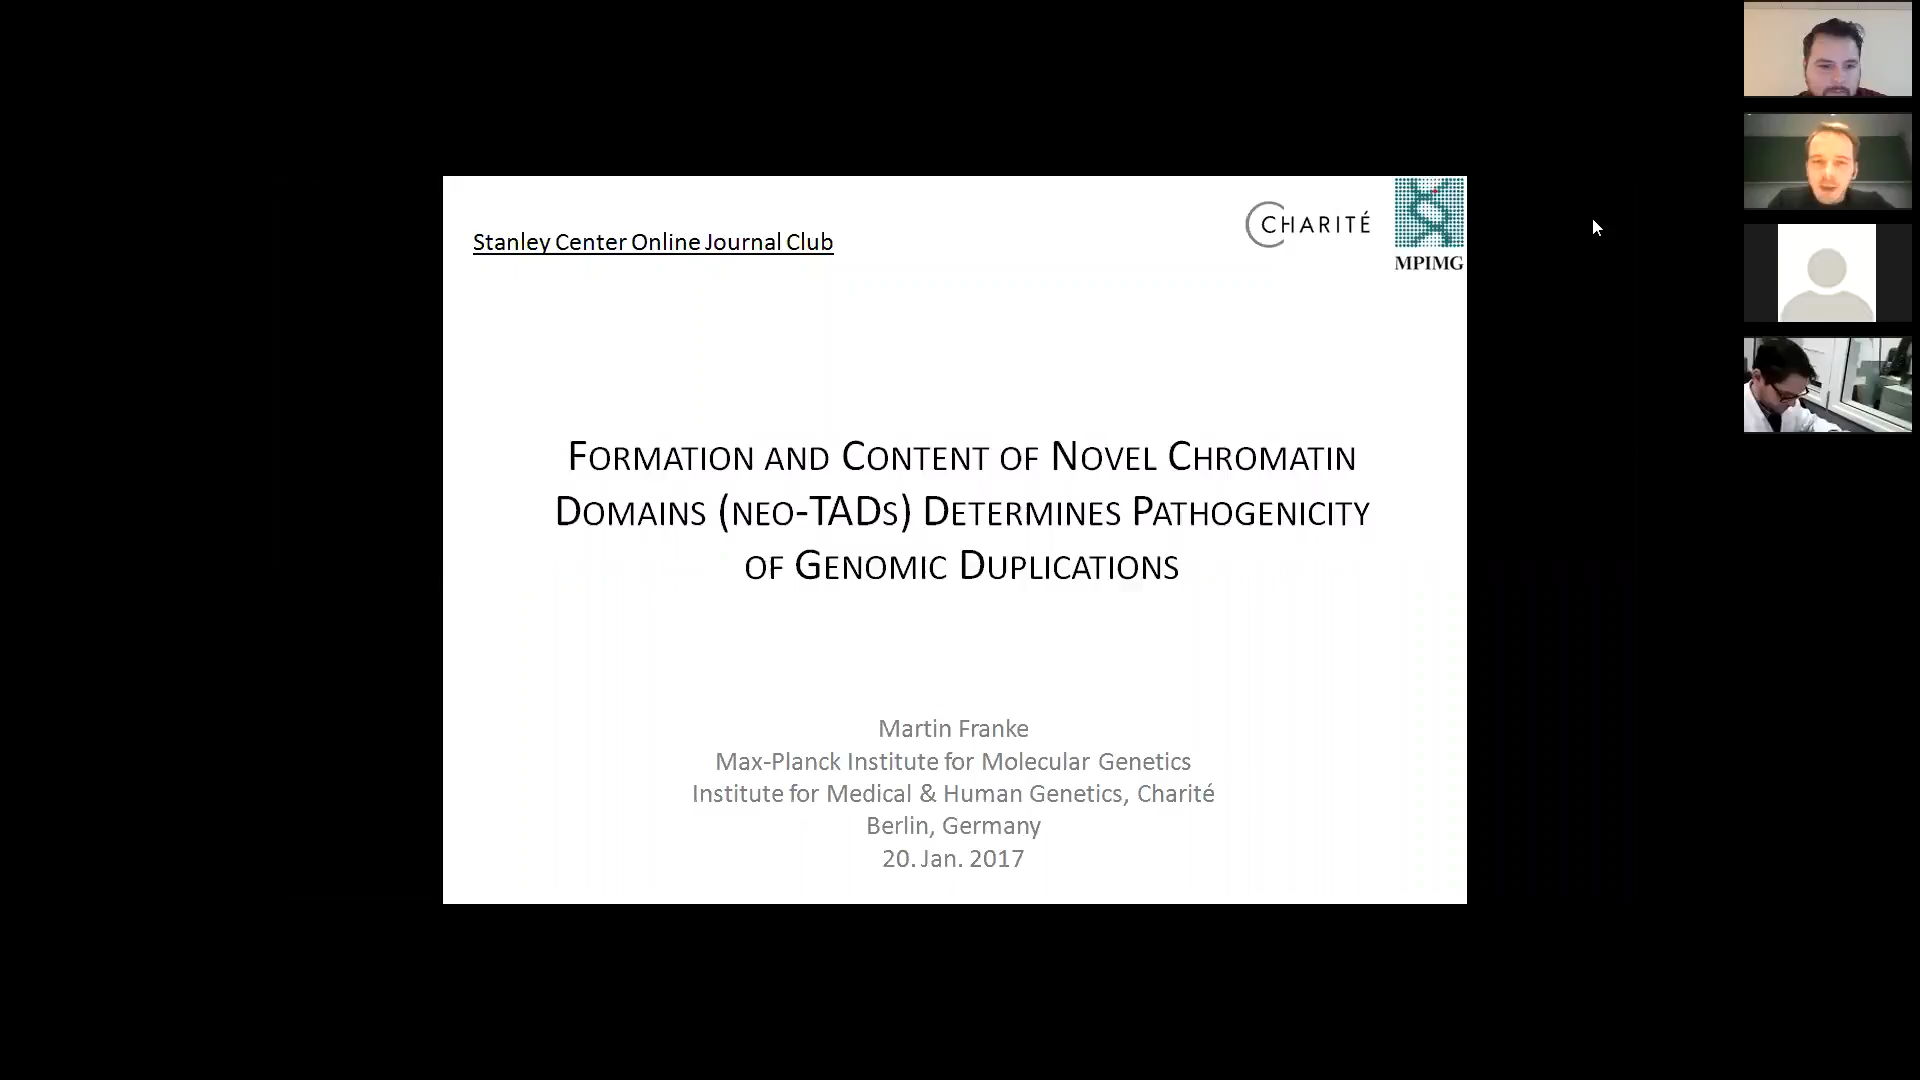 Stanley Center Online Journal Club
CHARITÉ
MPIMG
FORMATION AND CONTENT OF NOVEL CHROMATIN
DOMAINS (NEO-TADS) DETERMINES PATHOGENICITY
OF GENOMIC DUPLICATIONS
Martin Franke
Max-Planck Institute for Molecular Genetics
Institute for Medical & Human Genetics, Charité
Berlin, Germany
20. Jan. 2017